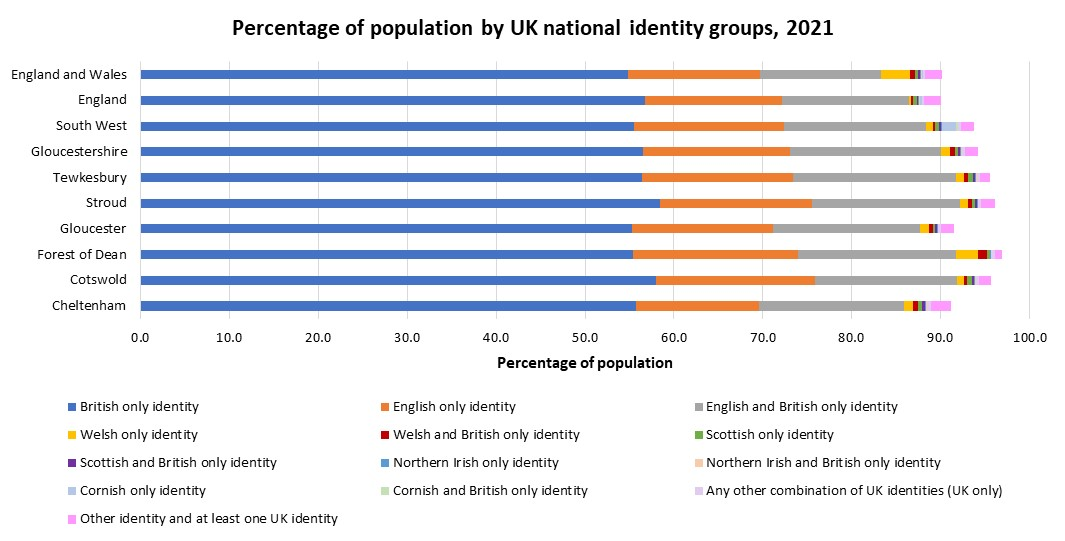 Percentage of population by UK national identity groups, 2021
England and Wales
England
South West
Gloucestershire
Tewkesbury
Stroud
Gloucester
Forest of Dean
Cotswold
Cheltenham
0.0 10.0 20.0 30.0 40.0 50.0 60.0 70.0 80.0 90.0 100.0
Percentage of population
British only identity English only identity English and British only identity
Welsh only identity Welsh and British only identity Scottish only identity
Scottish and British only identity Northern Irish only identity Northern Irish and British only identity
Cornish only identity Cornish and British only identity Any other combination of UK identities (UK only)
Other identity and at least one UK identity